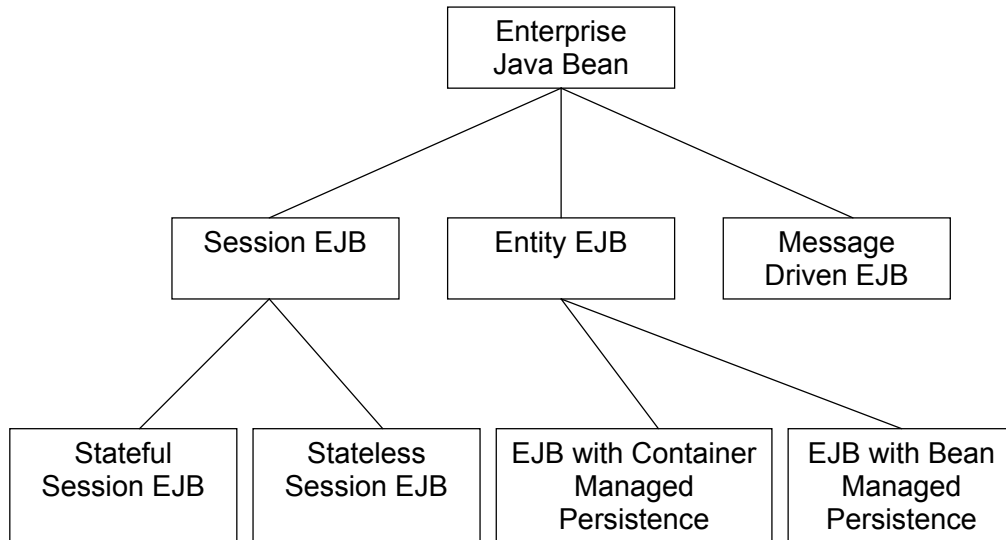 Enterprise
Java Bean
Session EJB
Entity EJB
Message
Driven EJB
Stateful
Session EJB
Stateless
Session EJB
EJB with Container
Managed
Persistence
EJB with Bean
Managed
Persistence